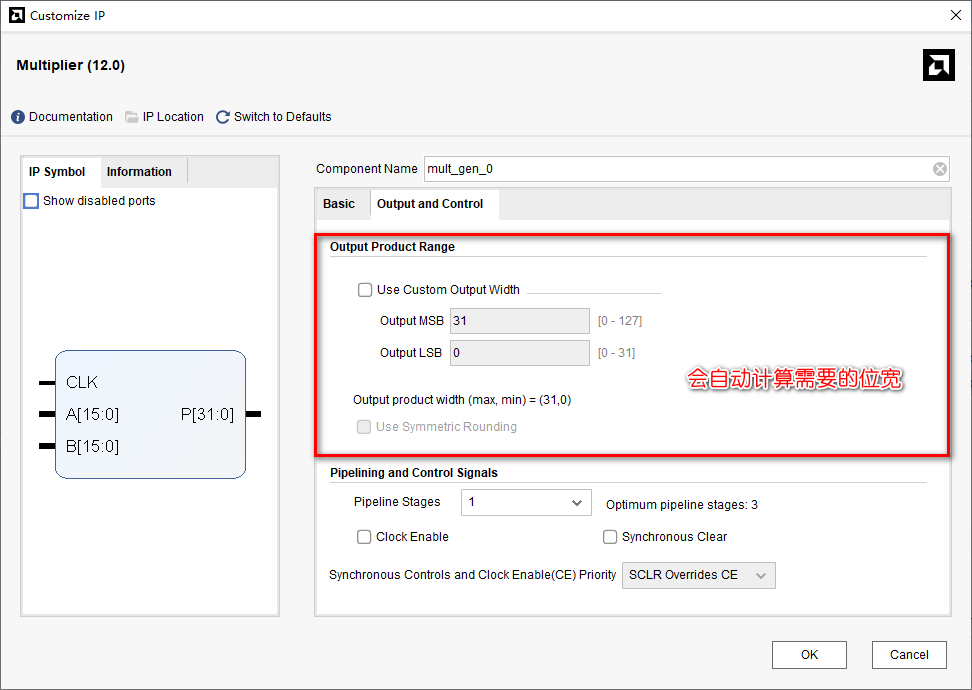 Customize IP
Multiplier (12.0)
Documentation IP Location Switch to Defaults
IP Symbol Information
Show disabled ports
CLK
A[15:0] P[31:0]
B[15:0]
Component Name mult_gen_0
Basic Output and Control
Output Product Range
Use Custom Output Width
Output MSB 31 [0 - 127]
Output LSB 0 [0 - 31]
会自动计算需要的位宽
Output product width (max, min) = (31,0)
Use Symmetric Rounding
Pipelining and Control Signals
Pipeline Stages 1 Optimum pipeline stages: 3
Clock Enable Synchronous Clear
Synchronous Controls and Clock Enable(CE) Priority SCLR Overrides CE
OK Cancel